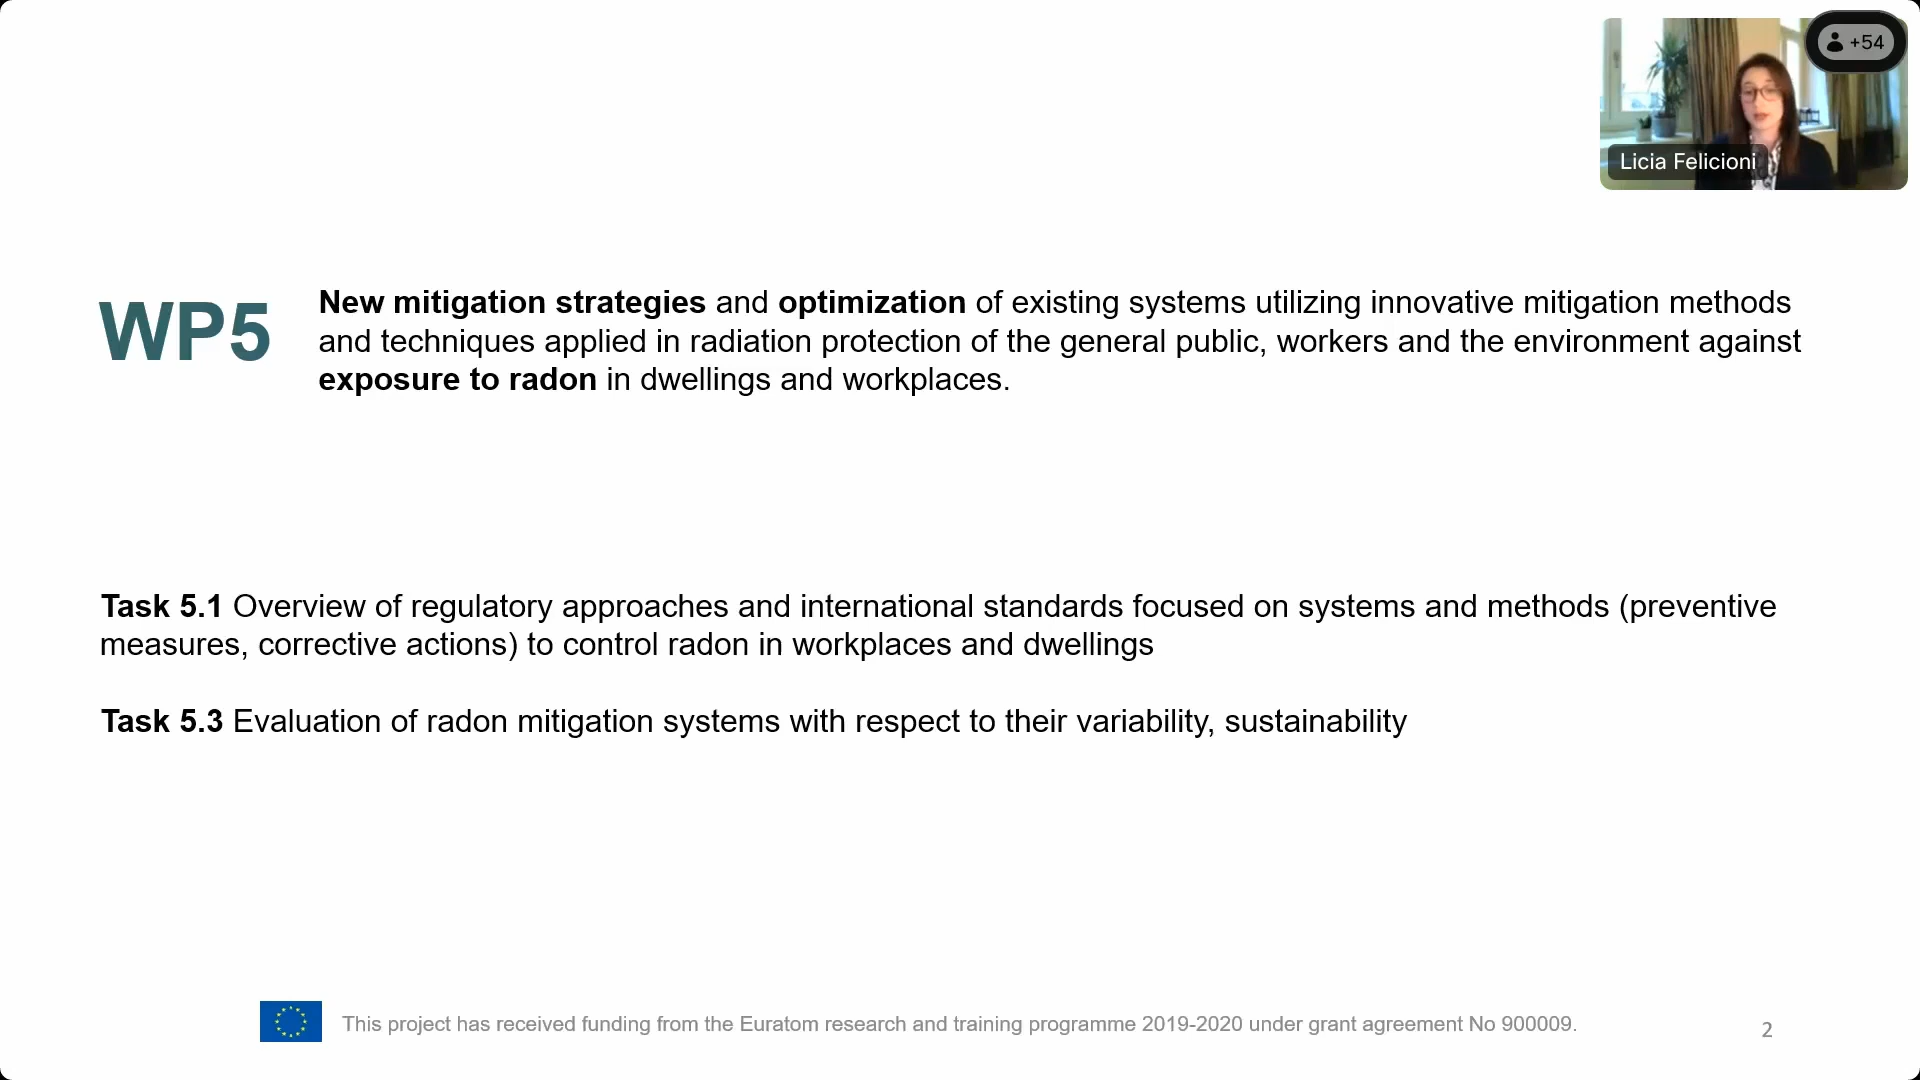 +54
Licia Felicioni
WP5
New mitigation strategies and optimization of existing systems utilizing innovative mitigation methods
and techniques applied in radiation protection of the general public, workers and the environment against
exposure to radon in dwellings and workplaces.
Task 5.1 Overview of regulatory approaches and international standards focused on systems and methods (preventive
measures, corrective actions) to control radon in workplaces and dwellings
Task 5.3 Evaluation of radon mitigation systems with respect to their variability, sustainability
This project has received funding from the Euratom research and training programme 2019-2020 under grant agreement No 900009.
2